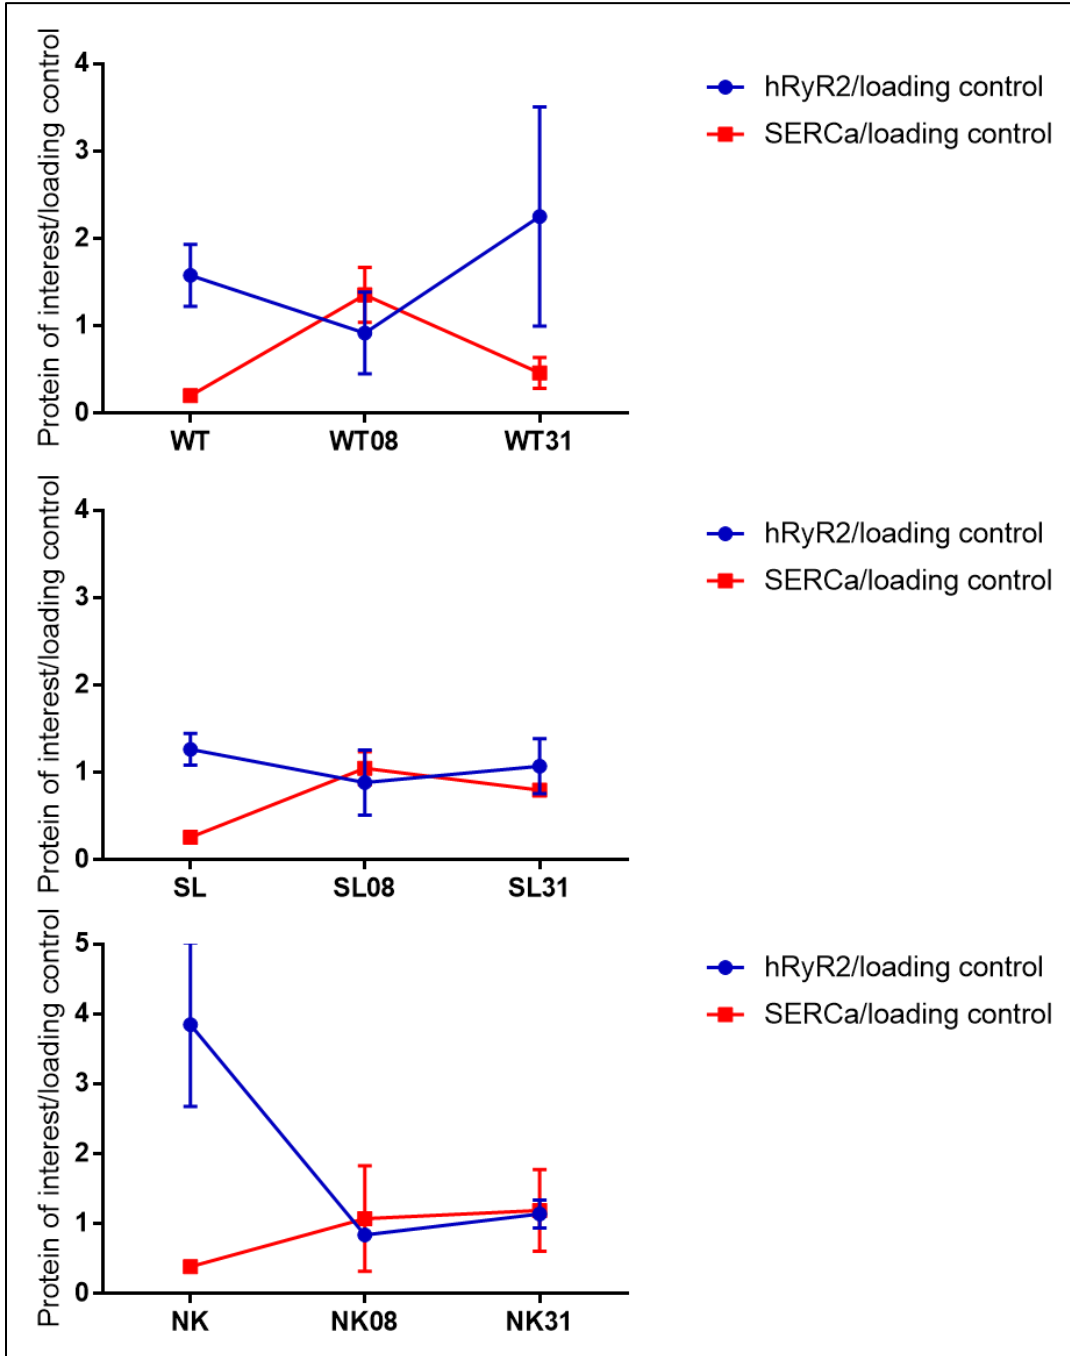 Protein of interest/loading control
4
3
2
1
0
WT
WT08
WT31
hRyR2/loading control
SERCa/loading control
Protein of interest/loading control
4
3
2
1
0
SL
SL08
SL31
hRyR2/loading control
SERCa/loading control
Protein of interest/loading control
5
4
3
2
1
0
NK
NK08
NK31
hRyR2/loading control
SERCa/loading control